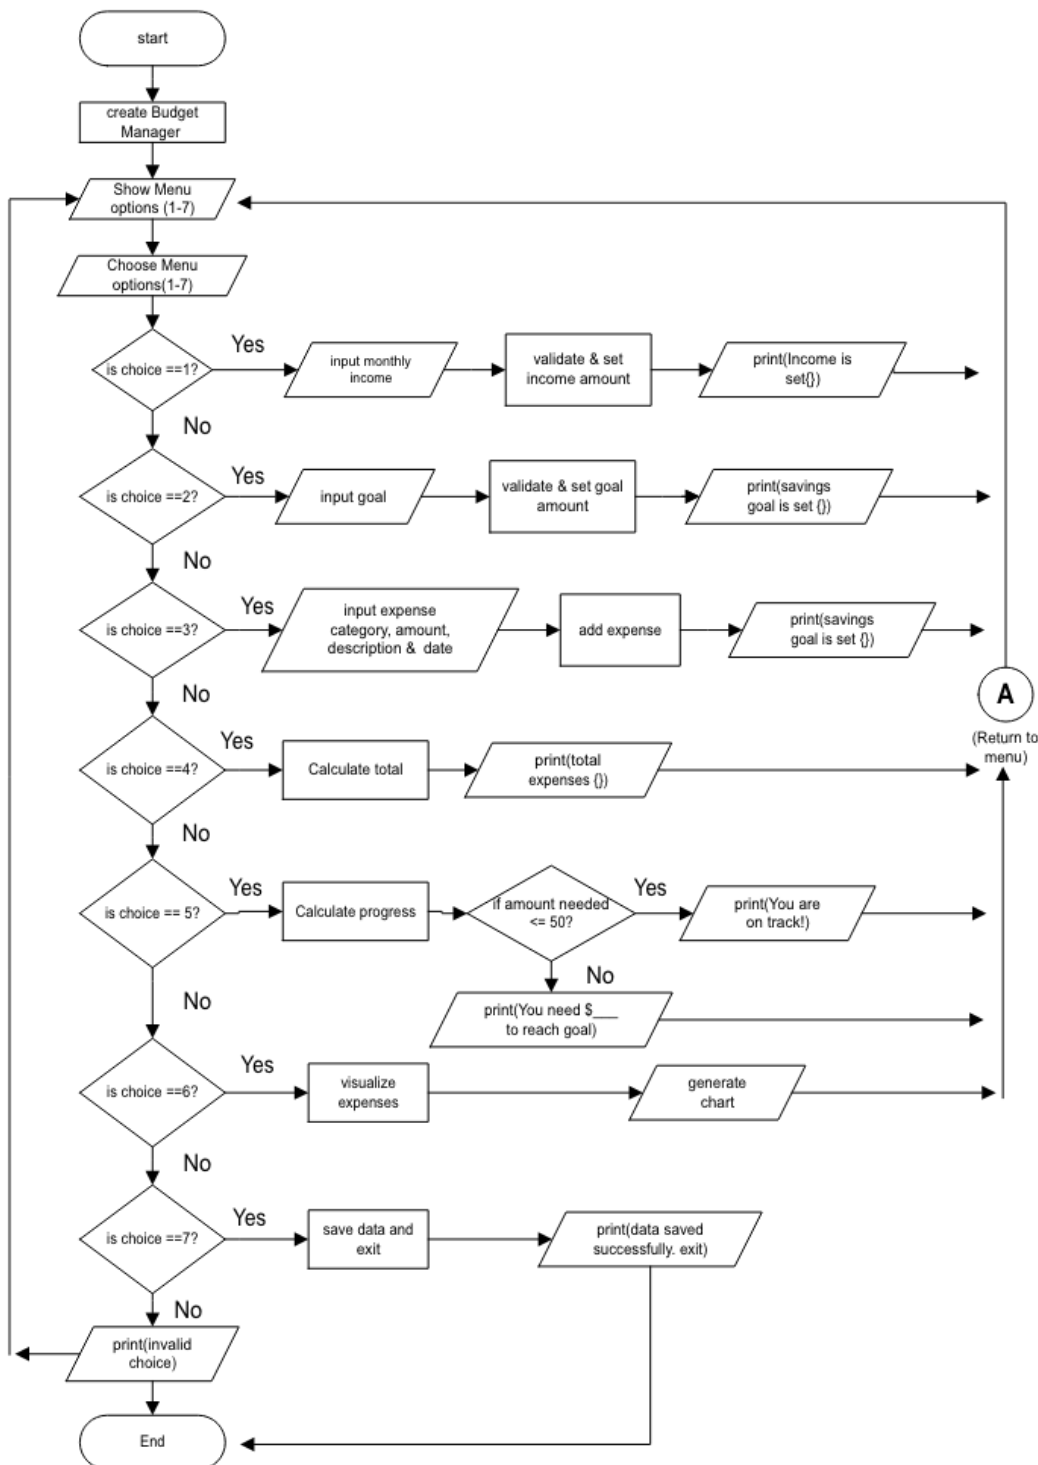 start
create Budget
Manager
Show Menu
options (1-7)
Choose Menu
options(1-7)
is choice ==1?
Yes
input monthly
income
validate & set
income amount
print(Income is
set{})
No
is choice ==2?
Yes
input goal
validate & set goal
amount
print(savings
goal is set {})
No
is choice ==3?
Yes
input expense
category, amount,
description & date
add expense
print(savings
goal is set {})
No
A
(Return to
menu)
is choice ==4?
Yes
Calculate total
print(total
expenses {})
No
is choice == 5?
Yes
Calculate progress
if amount needed
<= 50?
Yes
print(You are
on track!)
No
print(You need $___
to reach goal)
No
is choice ==6?
Yes
visualize
expenses
generate
chart
No
is choice ==7?
Yes
save data and
exit
print(data saved
successfully. exit)
No
print(invalid
choice)
End